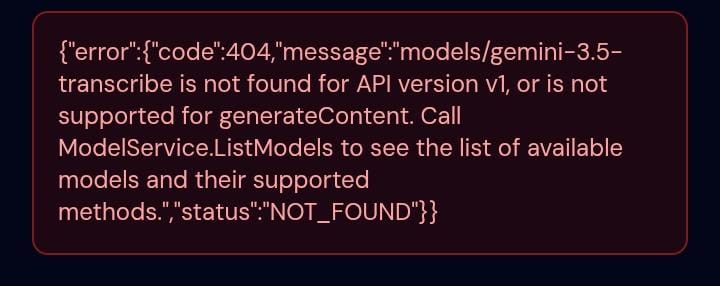 {"error":{"code":404,"message":"models/gemini-3.5-
transcribe is not found for API version v1, or is not
supported for generateContent. Call
ModelService.ListModels to see the list of available
models and their supported
methods.","status":"NOT_FOUND"}}